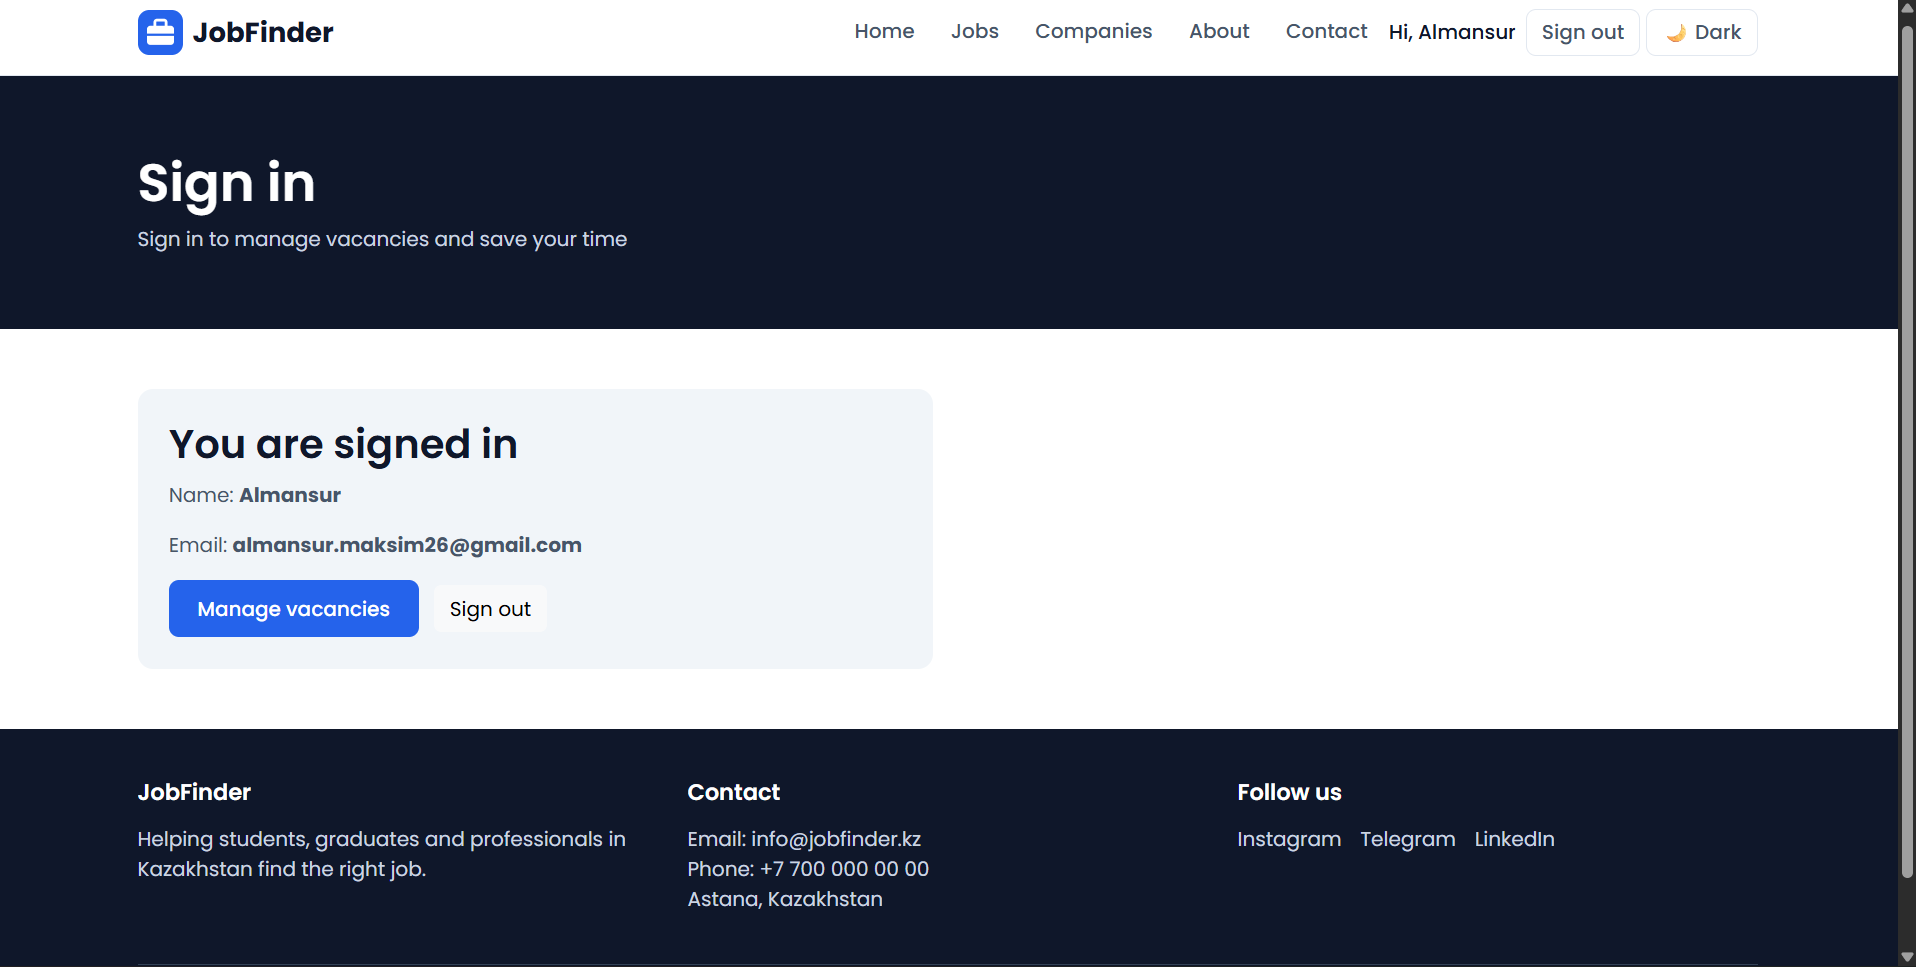 JobFinder
Home Jobs Companies About Contact Hi, Almansur Sign out 🌙 Dark
Sign in
Sign in to manage vacancies and save your time
You are signed in
Name: Almansur
Email: almansur.maksim26@gmail.com
Manage vacancies Sign out
JobFinder
Helping students, graduates and professionals in
Kazakhstan find the right job.
Contact
Email: info@jobfinder.kz
Phone: +7 700 000 00 00
Astana, Kazakhstan
Follow us
Instagram Telegram LinkedIn